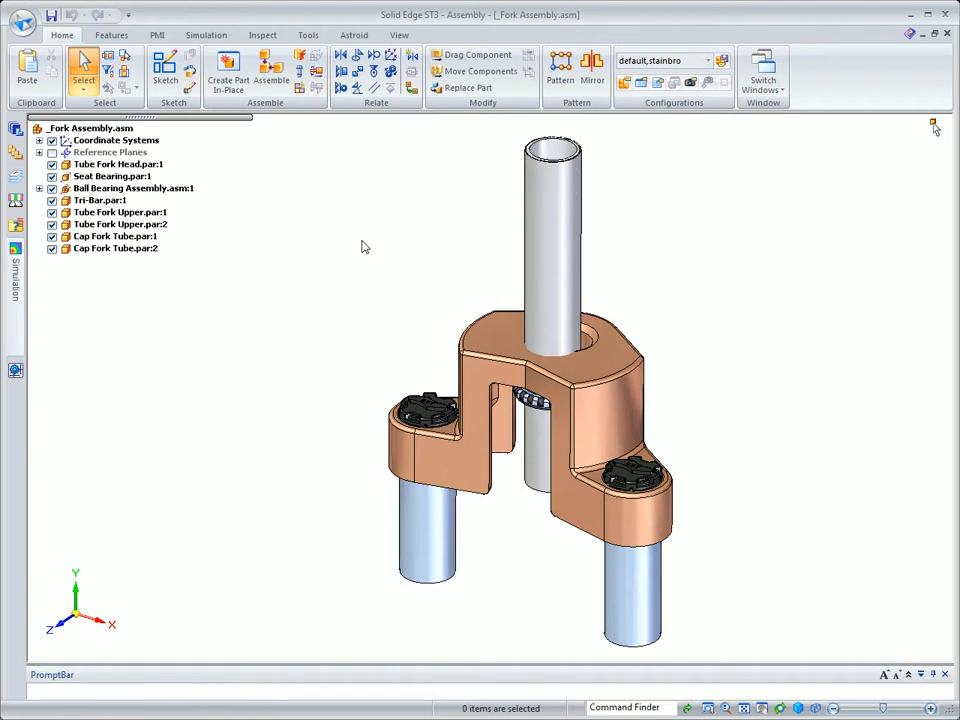 Solid Edge ST3 - Assembly - [_Fork Assembly.asm]
Home Features PMI Simulation Inspect Sketch Tools Astroid View
Paste
Select
Sketch
Create Part In-Place
Assemble
Drag Component
Move Components
Replace Part
Pattern
Mirror
default,stainbro
Switch Windows
Clipboard Select Sketch Assemble Relate Modify Pattern Configurations Window
_Fork Assembly.asm
Coordinate Systems
Reference Planes
Tube Fork Head.par:1
Seat Bearing.par:1
Ball Bearing Assembly.asm:1
Tri-Bar.par:1
Tube Fork Upper.par:1
Tube Fork Upper.par:2
Cap Fork Tube.par:1
Cap Fork Tube.par:2
Simulation
Y
X
Z
PromptBar
0 items are selected
Command Finder